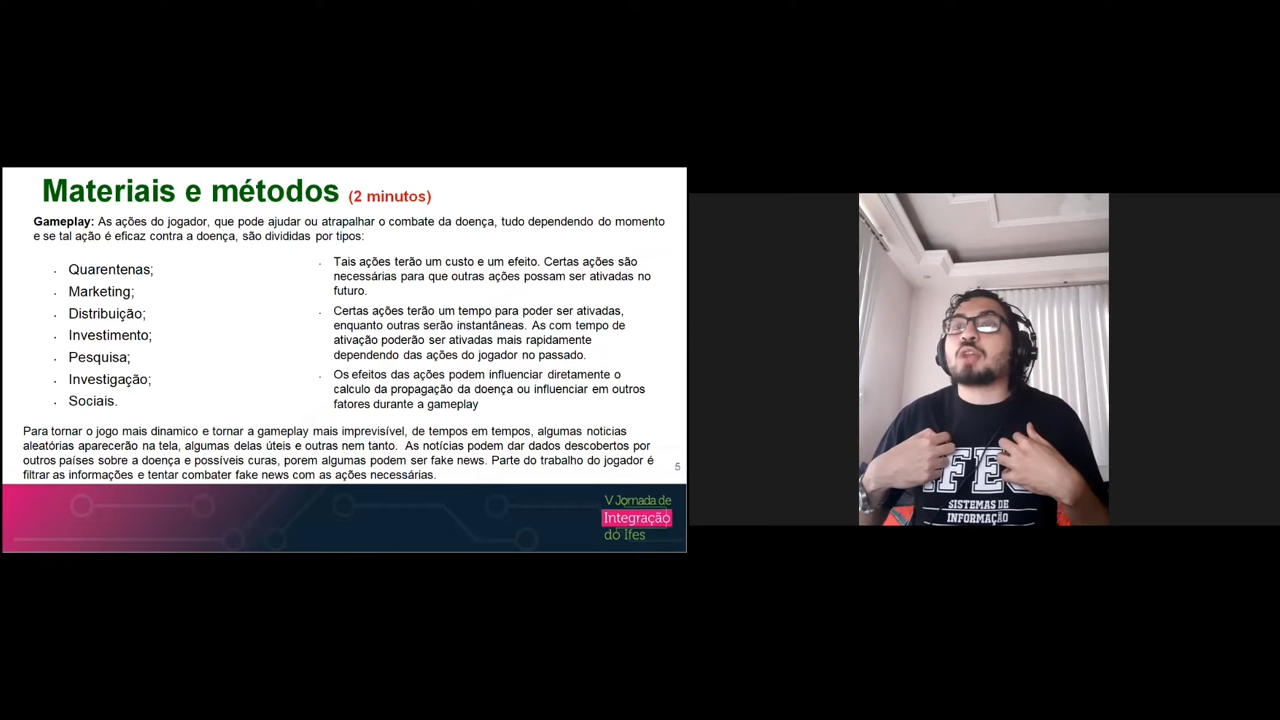 Materiais e métodos (2 minutos)
Gameplay: As ações do jogador, que pode ajudar ou atrapalhar o combate da doença, tudo dependendo do momento
e se tal ação é eficaz contra a doença, são divididas por tipos:
Quarentenas;
Marketing;
Distribuição;
Investimento;
Pesquisa;
Investigação;
Sociais.
Tais ações terão um custo e um efeito. Certas ações são
necessárias para que outras ações possam ser ativadas no
futuro.
Certas ações terão um tempo para poder ser ativadas,
enquanto outras serão instantâneas. As com tempo de
ativação poderão ser ativadas mais rapidamente
dependendo das ações do jogador no passado.
Os efeitos das ações podem influenciar diretamente o
calculo da propagação da doença ou influenciar em outros
fatores durante a gameplay
Para tornar o jogo mais dinamico e tornar a gameplay mais imprevisível, de tempos em tempos, algumas noticias
aleatórias aparecerão na tela, algumas delas úteis e outras nem tanto. As notícias podem dar dados descobertos por
outros países sobre a doença e possíveis curas, porem algumas podem ser fake news. Parte do trabalho do jogador é
filtrar as informações e tentar combater fake news com as ações necessárias.
5
V Jornada de
Integração
do Ifes
SISTEMAS DE
INFORMAÇÃO